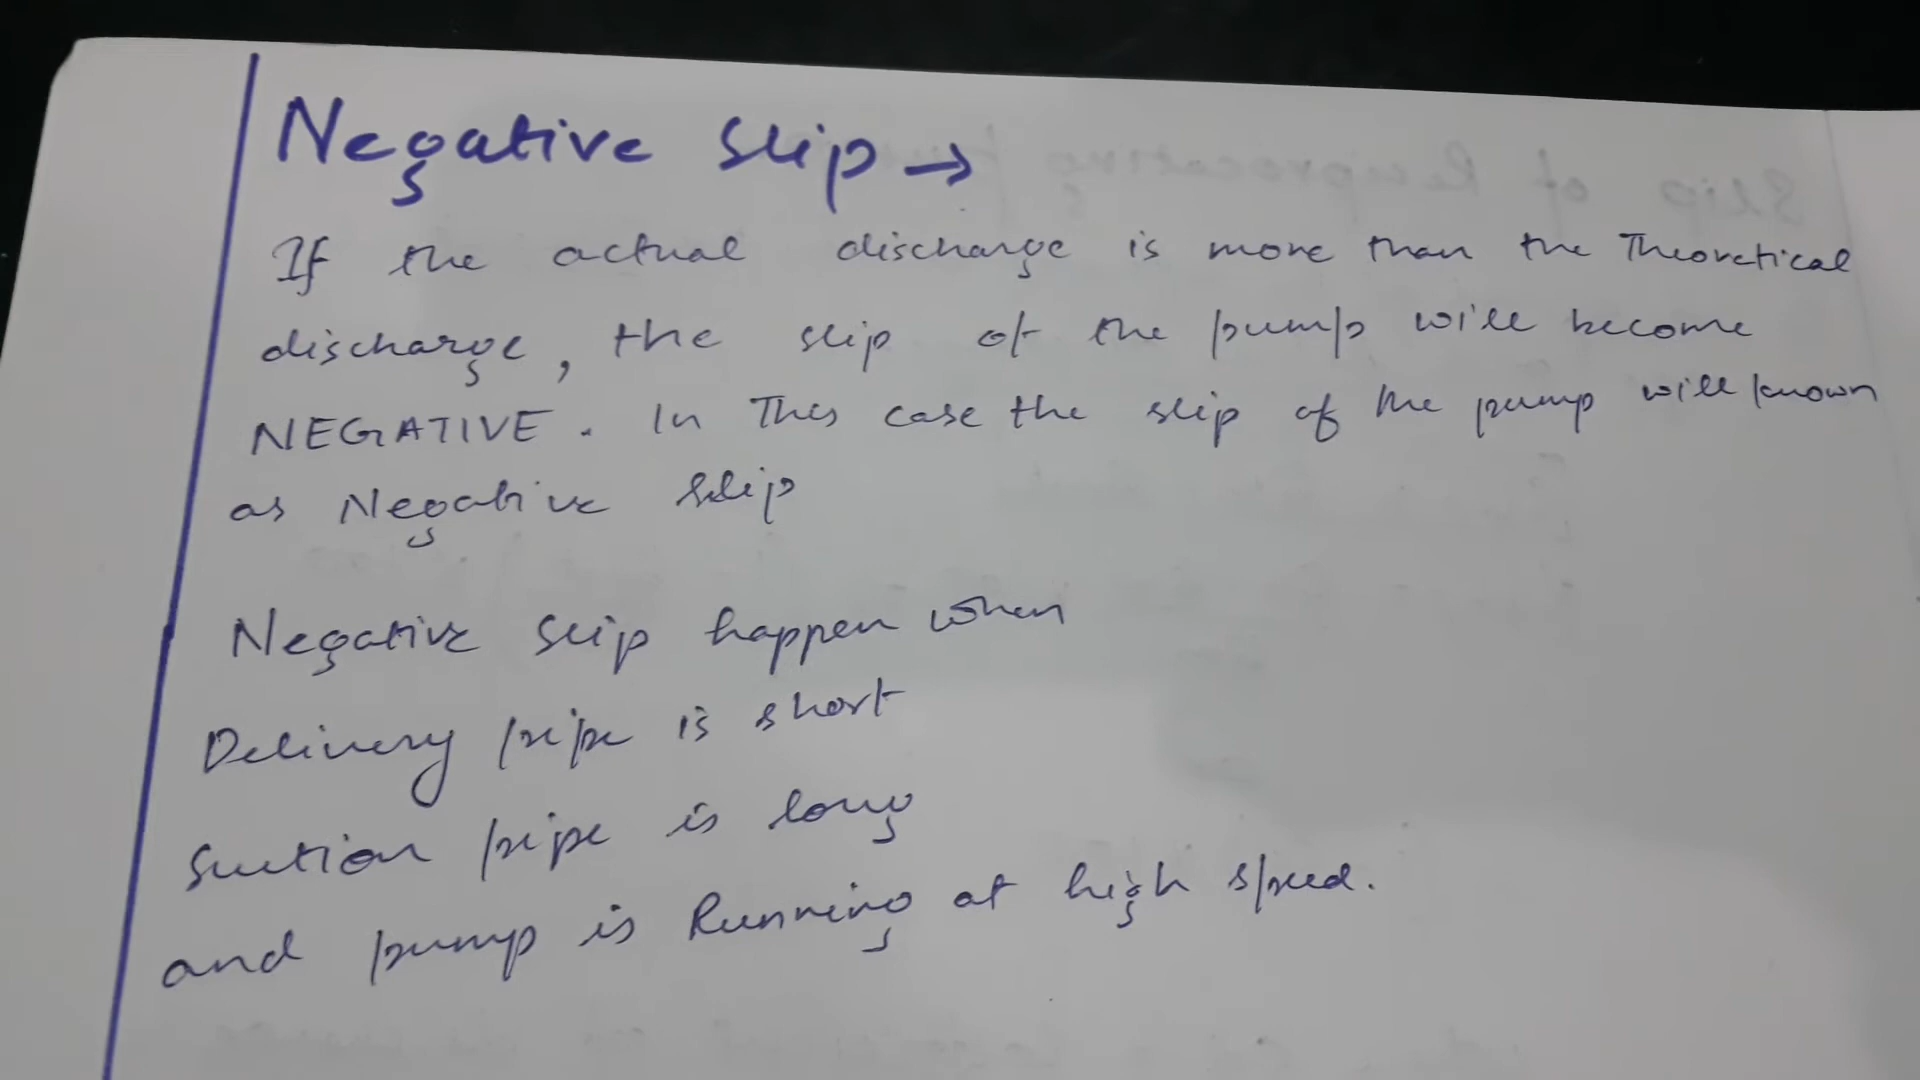 Negative Slip →
If the actual discharge is more than the Theoretical
discharge, the slip of the pump will become
NEGATIVE. In This case the slip of the pump will known
as Negative slip
Negative slip happen when
Delivery pipe is short
Suction pipe is long
and pump is Running at high speed.